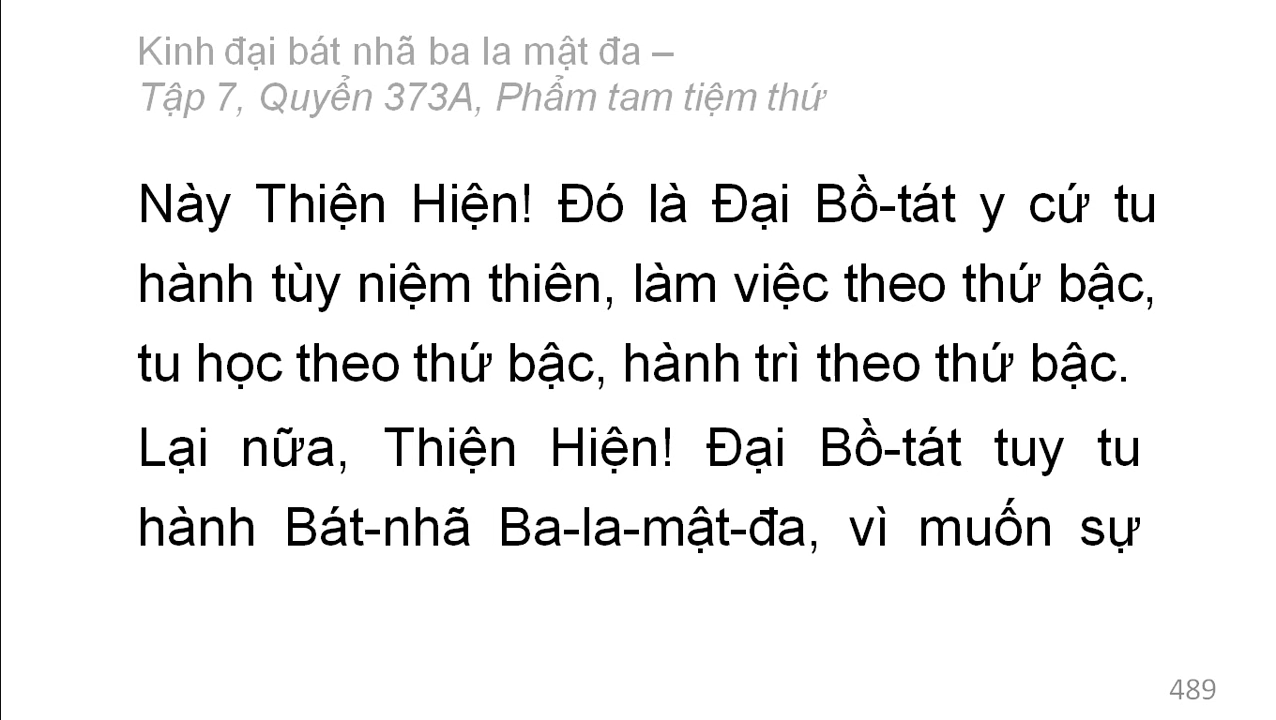 Kinh đại bát nhã ba la mật đa –
Tập 7, Quyển 373A, Phẩm tam tiệm thứ
Này Thiện Hiện! Đó là Đại Bồ-tát y cứ tu
hành tùy niệm thiên, làm việc theo thứ bậc,
tu học theo thứ bậc, hành trì theo thứ bậc.
Lại nữa, Thiện Hiện! Đại Bồ-tát tuy tu
hành Bát-nhã Ba-la-mật-đa, vì muốn sự
489